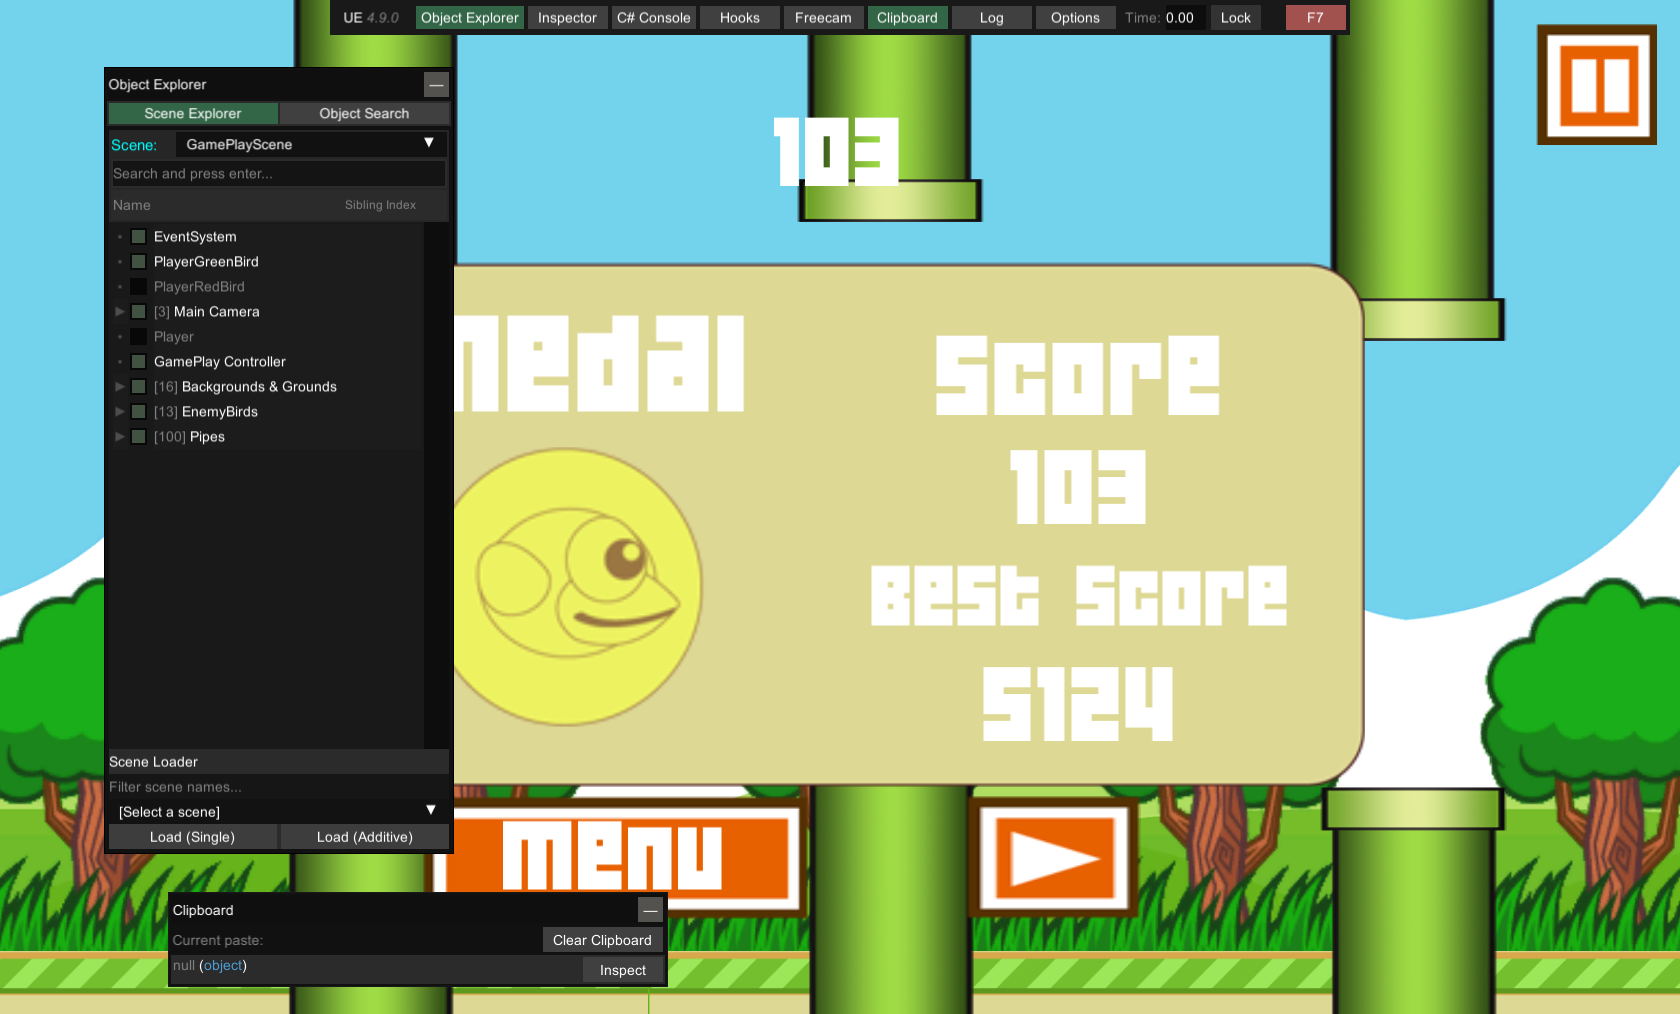 UE 4.9.0 Object Explorer Inspector C# Console Hooks Freecam Clipboard Log Options Time: 0.00 Lock F7
Object Explorer —
Scene Explorer Object Search
Scene: GamePlayScene ▼
Search and press enter...
Name Sibling Index
EventSystem
PlayerGreenBird
PlayerRedBird
[3] Main Camera
Player
GamePlay Controller
[16] Backgrounds & Grounds
[13] EnemyBirds
[100] Pipes
Scene Loader
Filter scene names...
[Select a scene] ▼
Load (Single) Load (Additive)
103
medal
Score
103
Best Score
5124
menu
Clipboard —
Current paste: Clear Clipboard
null (object) Inspect